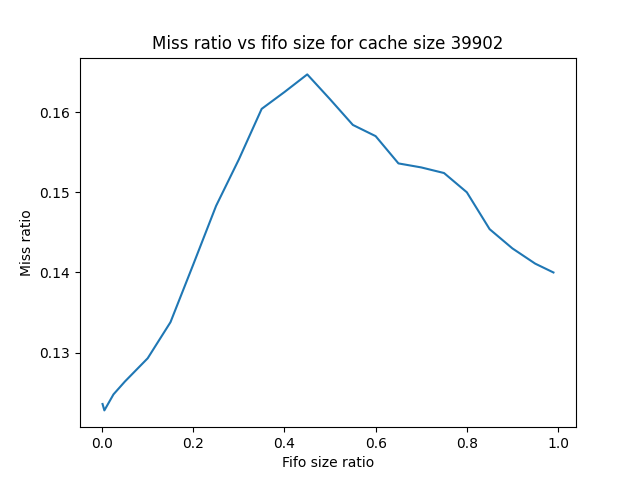 Miss ratio vs fifo size for cache size 39902
0.16
0.15
0.14
0.13
Miss ratio
0.0 0.2 0.4 0.6 0.8 1.0
Fifo size ratio